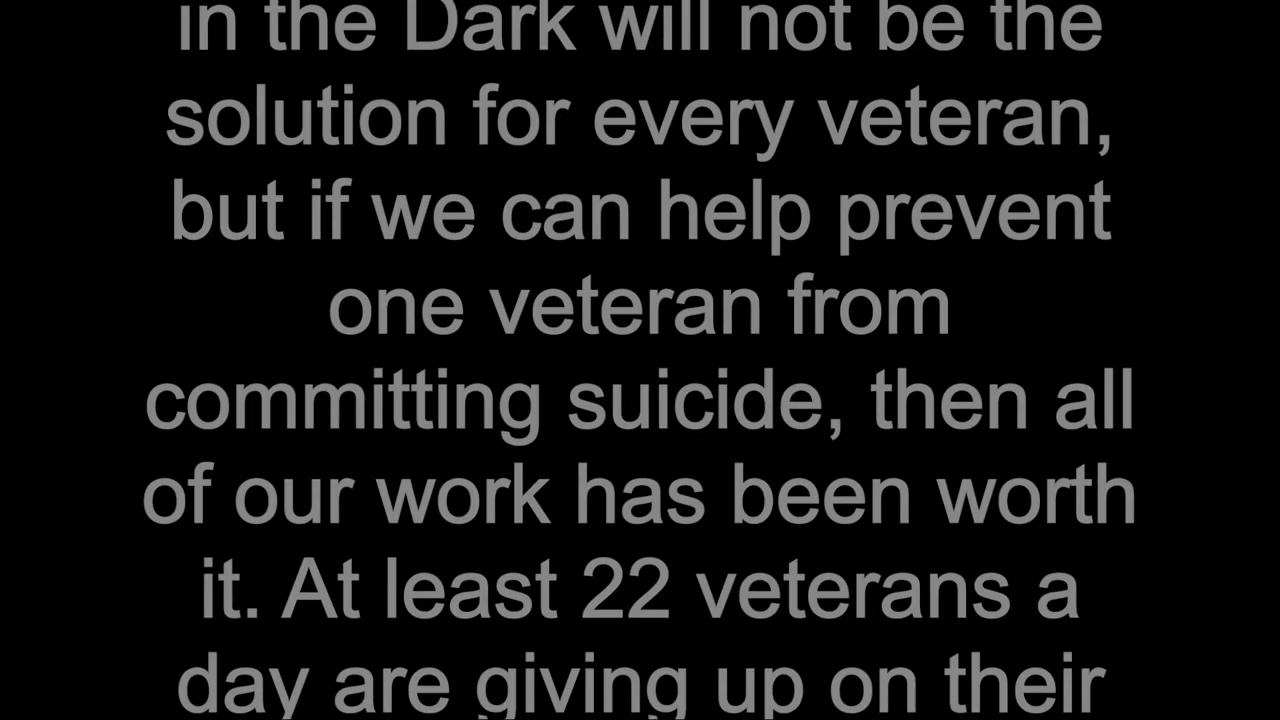 in the Dark will not be the
solution for every veteran,
but if we can help prevent
one veteran from
committing suicide, then all
of our work has been worth
it. At least 22 veterans a
day are giving up on their